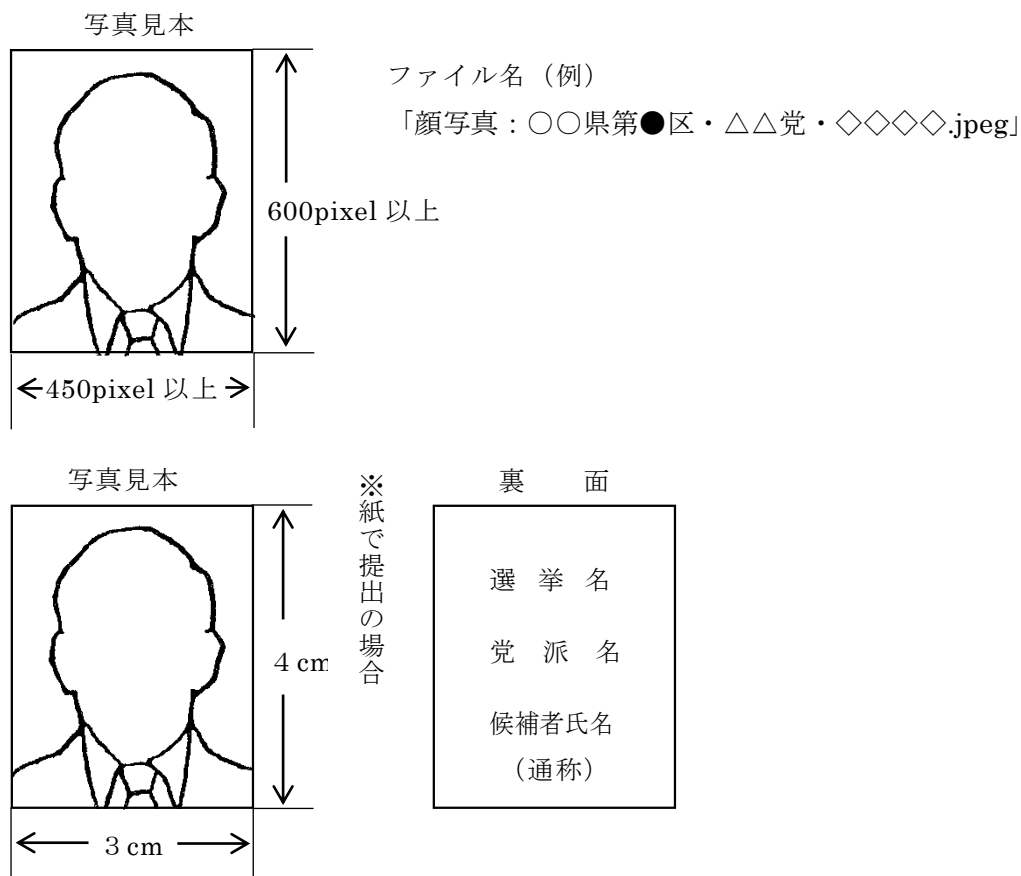 写真見本
ファイル名（例）
「顔写真：○○県第●区・△△党・◇◇◇◇.jpeg」
600pixel 以上
450pixel 以上
写真見本
4 cm
3 cm
※紙で提出の場合
裏　面
選 挙 名
党 派 名
候補者氏名
（通称）